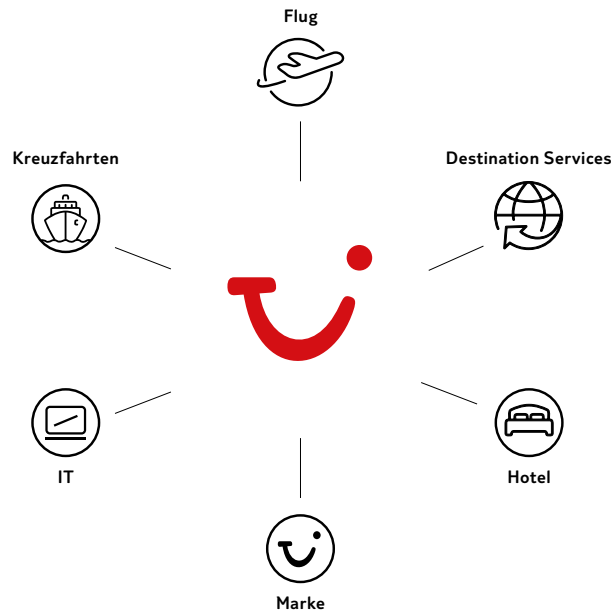 Flug
Kreuzfahrten
Destination Services
IT
Hotel
Marke